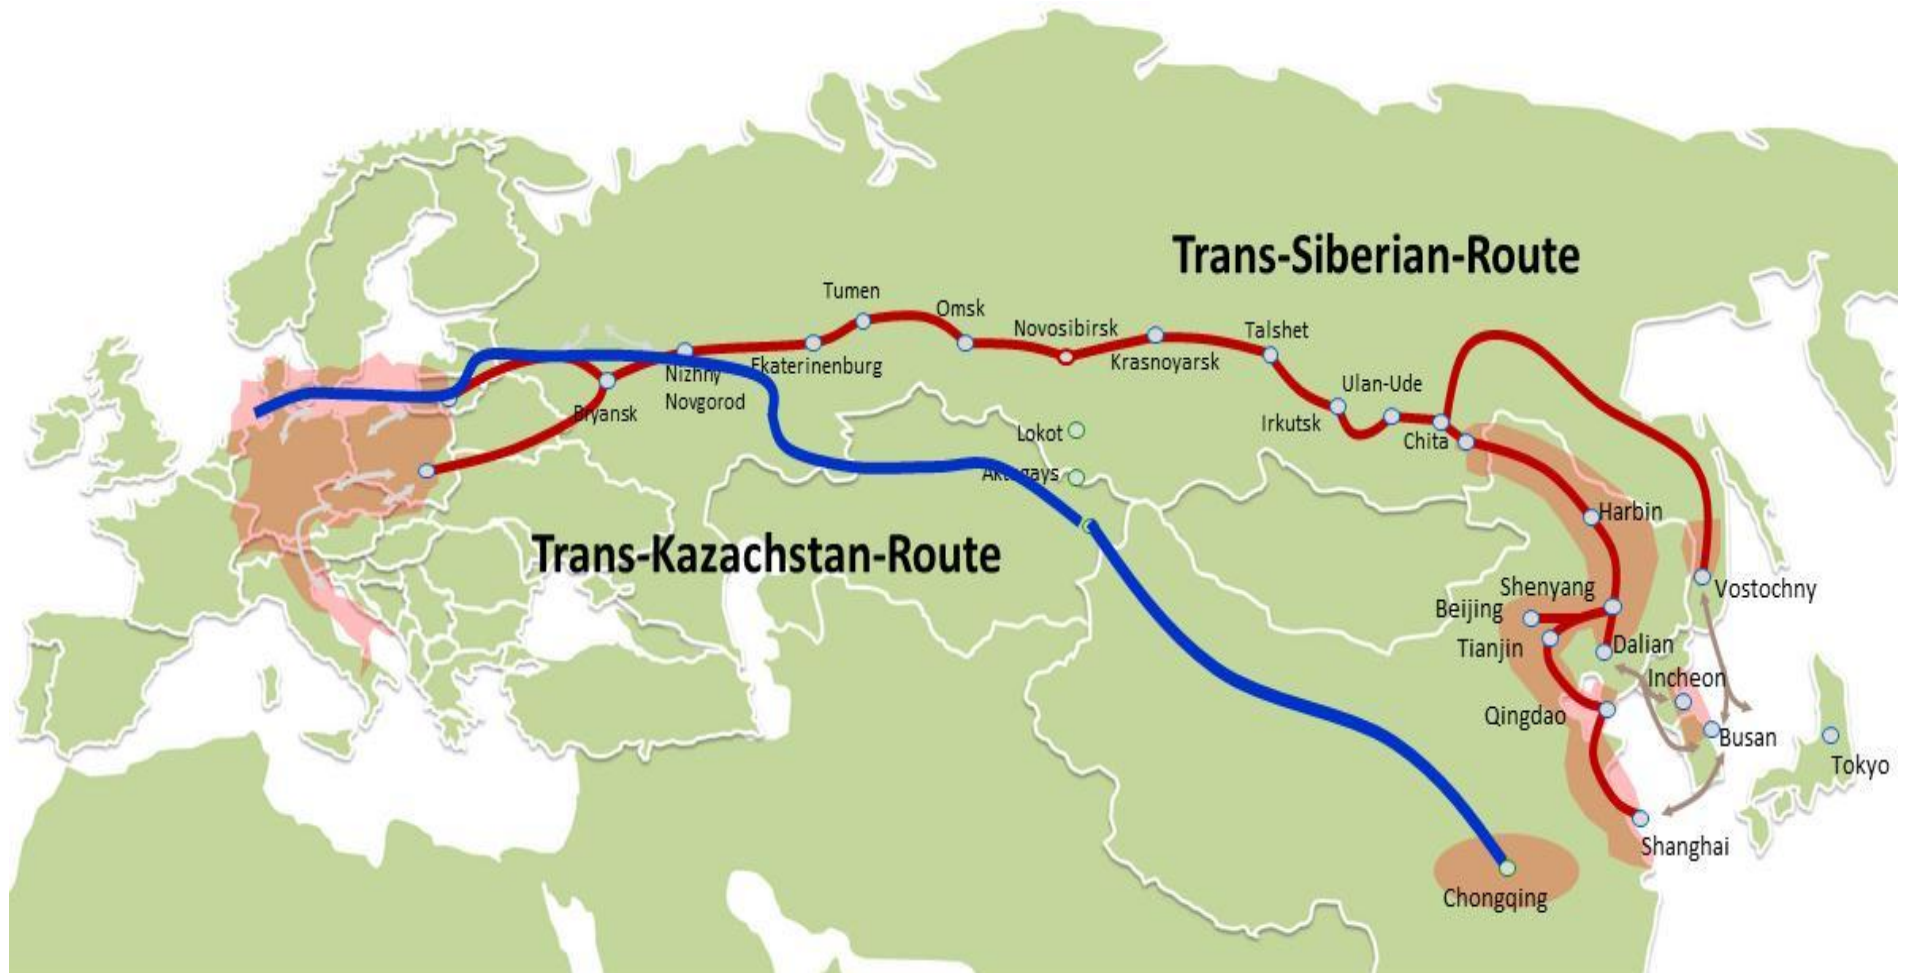 Trans-Siberian-Route
Tumen
Omsk
Novosibirsk
Talshet
Ekaterinenburg
Krasnoyarsk
Nizhny
Novgorod
Ulan-Ude
Bryansk
Irkutsk
Chita
Lokot
Aktogays
Harbin
Trans-Kazachstan-Route
Shenyang
Vostochny
Beijing
Tianjin
Dalian
Incheon
Qingdao
Busan
Tokyo
Shanghai
Chongqing